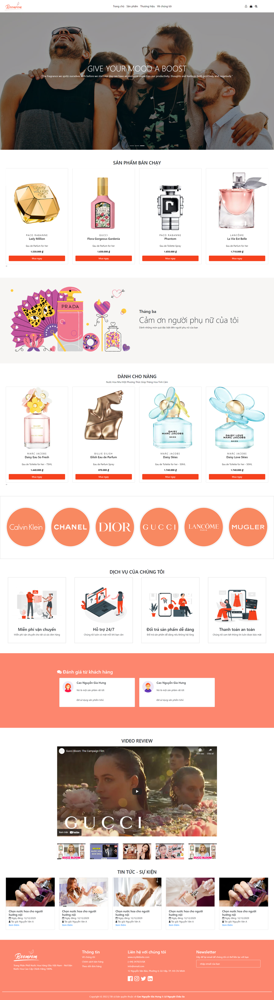 Boomrom
Trang chủ Sản phẩm Thương hiệu Về chúng tôi
GIVE YOUR MOOD A BOOST
"The fragrance we spritz ourselves with before we start our day can have an immense impact on our productivity, thoughts and feelings, both positively and negatively."
SẢN PHẨM BÁN CHẠY
Lady
MILLION
GUCCI
FLORA
PACO RABANNE
Lady Million
Eau de Parfum for her
1.530.000 ₫
Mua ngay
GUCCI
Flora Gorgeous Gardenia
Eau de Parfum for her
1.650.000 ₫
Mua ngay
PACO RABANNE
Phantom
Eau de Toilette Spray
1.650.000 ₫
Mua ngay
LANCÔME
La Vie Est Belle
Eau de Parfum for her
1.710.000 ₫
Mua ngay
PRADA
Tháng ba
Cảm ơn người phụ nữ của tôi
Dành những món quà đặc biệt đến người phụ nữ của bạn
DÀNH CHO NÀNG
Nước Hoa Như Một Phương Thức Giúp Thăng Hoa Tình Cảm
DAISY
MARC JACOBS
EAU SO FRESH
DAISY
MARC JACOBS
SKIES
DAISY LOVE
MARC JACOBS
SKIES
MARC JACOBS
Daisy Eau So Fresh
Eau de Toilette for her - 75ML
1.440.000 ₫
Mua ngay
BILLIE EILISH
Eilish Eau de Parfum
Eau de Parfum Spray
870.000 ₫
Mua ngay
MARC JACOBS
Daisy Skies
Eau de Toilette for her - 50ML
1.740.000 ₫
Mua ngay
MARC JACOBS
Daisy Love Skies
Eau de Toilette for her - 50ML
1.740.000 ₫
Mua ngay
Calvin Klein
CHANEL
DIOR
GUCCI
LANCÔME
PARIS
MUGLER
DỊCH VỤ CỦA CHÚNG TÔI
Miễn phí vận chuyển
Miễn phí vận chuyển cho tất cả các đơn hàng
Hỗ trợ 24/7
Chúng tôi luôn có mặt mỗi khi bạn cần
Đổi trả sản phẩm dễ dàng
Đổi trả sản phẩm dễ dàng nếu không hài lòng
Thanh toán an toàn
Chúng tôi cam kết thông tin luôn được bảo mật
Đánh giá từ khách hàng
Cao Nguyễn Gia Hưng
Nó là một sản phẩm rất tốt
Đã sử dụng sản phẩm hihii
Cao Nguyễn Gia Hưng
Nó là một sản phẩm rất tốt
Đã sử dụng sản phẩm hihii
VIDEO REVIEW
Gucci Bloom: The Campaign Film
Xem sau Chia sẻ
GUCCI
Xem trên YouTube
GUCCI BLOOM
REVIEW
NƯỚC HOA
ĐÀN ÔNG
PERFUMES
GUCCI BLOOM
TIN TỨC - SỰ KIỆN
Chọn nước hoa cho người
hướng nội
Ngày đăng: 12/12/2029
Tác giả: Nguyễn Văn A
Xem thêm
Chọn nước hoa cho người
hướng nội
Ngày đăng: 12/12/2029
Tác giả: Nguyễn Văn A
Xem thêm
Chọn nước hoa cho người
hướng nội
Ngày đăng: 12/12/2029
Tác giả: Nguyễn Văn A
Xem thêm
Chọn nước hoa cho người
hướng nội
Ngày đăng: 12/12/2029
Tác giả: Nguyễn Văn A
Xem thêm
Chọn nước hoa cho người
hướng nội
Ngày đăng: 12/12/2029
Tác giả: Nguyễn Văn A
Xem thêm
Boomrom
Trang Phân Phối Nước Hoa Hàng Đầu Việt Nam - Nơi Bán
Nước Hoa Cao Cấp Chính Hãng 100%.
Thông tin
Về chúng tôi
Chính sách bán hàng
Theo dõi đơn hàng
Liên hệ với chúng tôi
www.myWebsite.com
(+84) 347825JQK
info@email.com
12 Nguyễn Văn Bảo, Phường 4, Gò Vấp, TP. Hồ Chí Minh
Newsletter
Hãy để lại email để chúng tôi có thể liên lạc với bạn
nhập email của bạn
Copyright © 2022 | Tất cả bản quyền thuộc về Cao Nguyễn Gia Hưng & Lê Nguyệt Châu Sa